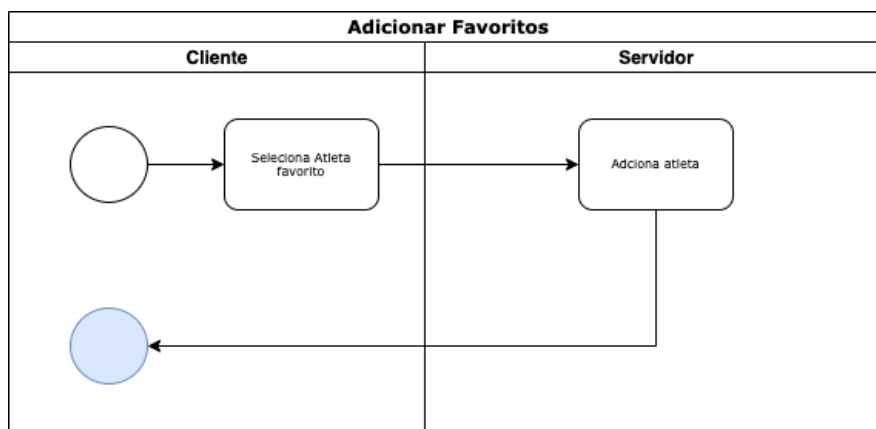 Adicionar Favoritos
Cliente
Servidor
Seleciona Atleta
favorito
Adciona atleta